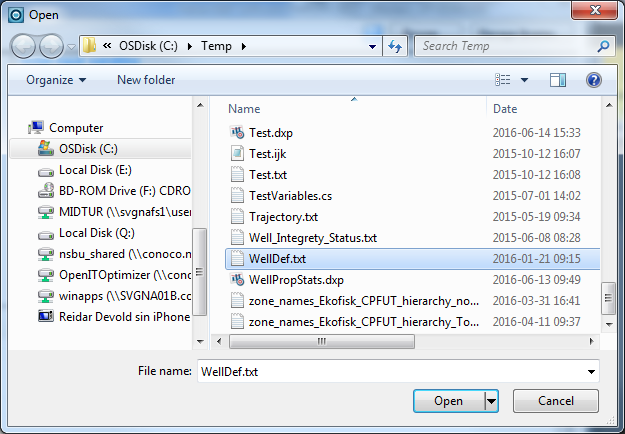 Open
« OSDisk (C:) Temp
Search Temp
Organize New folder
Name Date
Computer
OSDisk (C:)
Local Disk (E:)
BD-ROM Drive (F:) CDRO
MIDTUR (\\svgnafs1\user
Local Disk (Q:)
nsbu_shared (\\conoco.n
OpenITOptimizer (\\cono
winapps (\\SVGNA01B.cc
Reidar Devold sin iPhone
Test.dxp 2016-06-14 15:33
Test.ijk 2015-10-12 16:07
Test.txt 2015-10-12 16:08
TestVariables.cs 2015-07-01 14:02
Trajectory.txt 2015-05-19 09:34
Well_Integrety_Status.txt 2015-06-08 08:28
WellDef.txt 2016-01-21 09:15
WellPropStats.dxp 2016-06-13 09:49
zone_names_Ekofisk_CPFUT_hierarchy_no... 2016-03-31 16:41
zone_names_Ekofisk_CPFUT_hierarchy_To... 2016-04-11 09:37
File name: WellDef.txt
Open Cancel